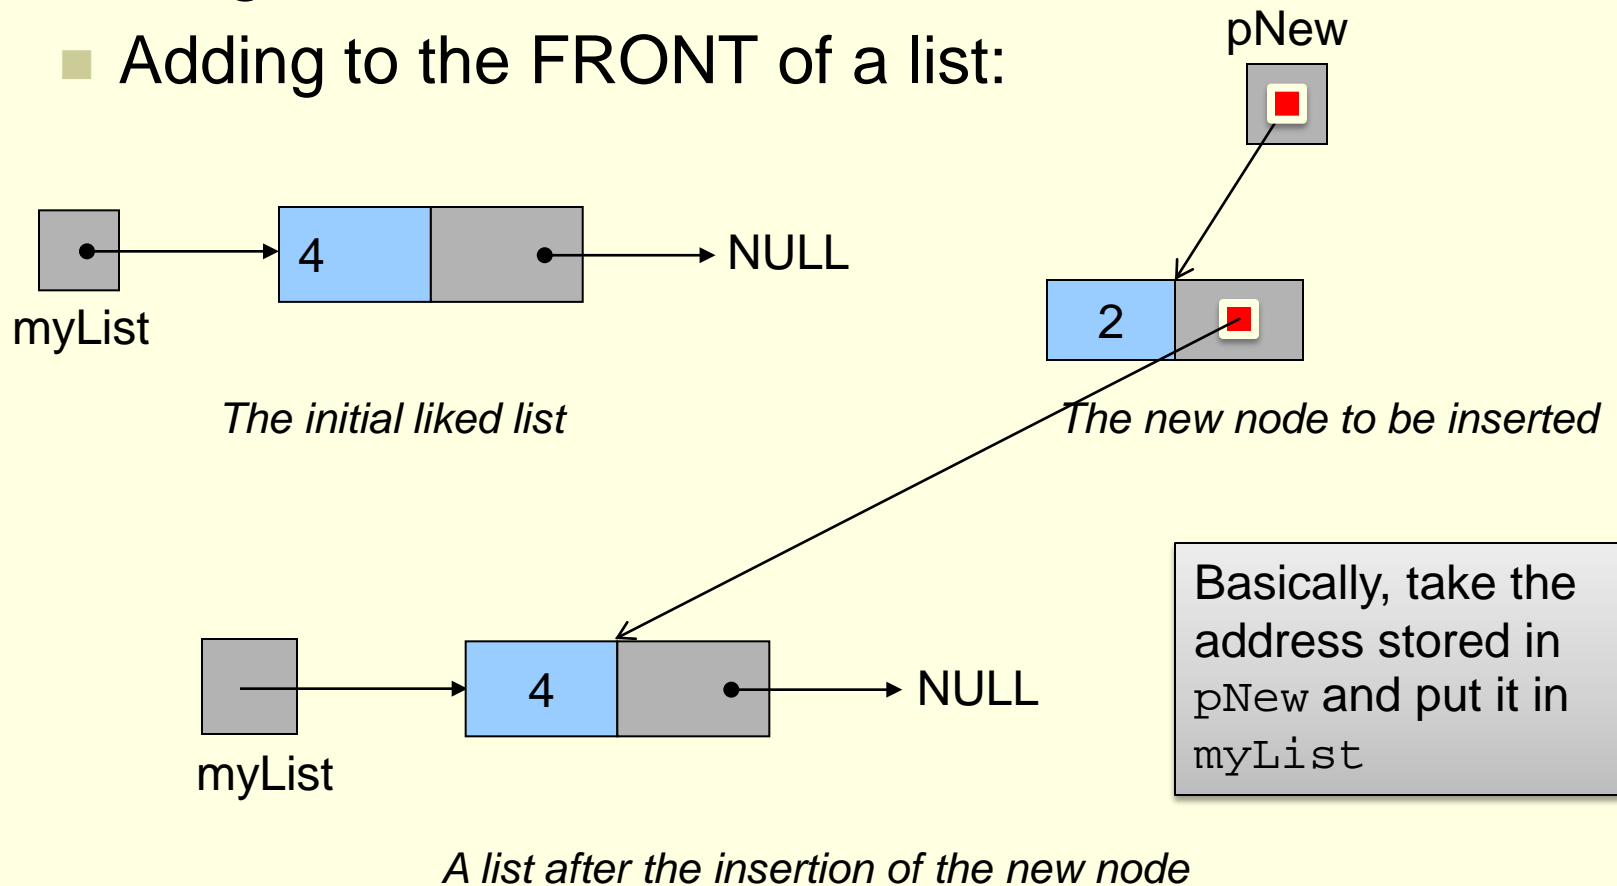 Adding to the FRONT of a list:
pNew
4
NULL
myList
2
The initial liked list
The new node to be inserted
4
NULL
myList
Basically, take the
address stored in
pNew and put it in
myList
A list after the insertion of the new node